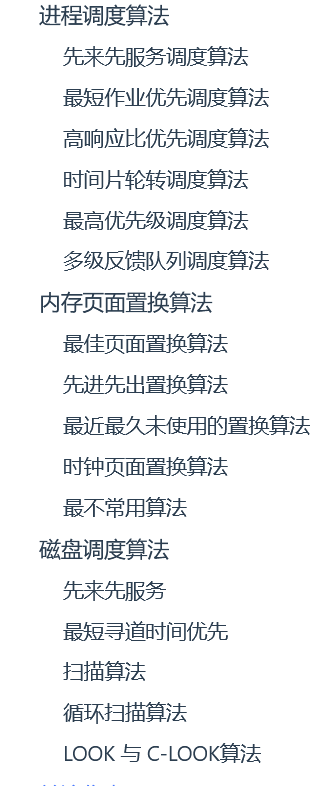 进程调度算法
先来先服务调度算法
最短作业优先调度算法
高响应比优先调度算法
时间片轮转调度算法
最高优先级调度算法
多级反馈队列调度算法
内存页面置换算法
最佳页面置换算法
先进先出置换算法
最近最久未使用的置换算法
时钟页面置换算法
最不常用算法
磁盘调度算法
先来先服务
最短寻道时间优先
扫描算法
循环扫描算法
LOOK 与 C-LOOK算法